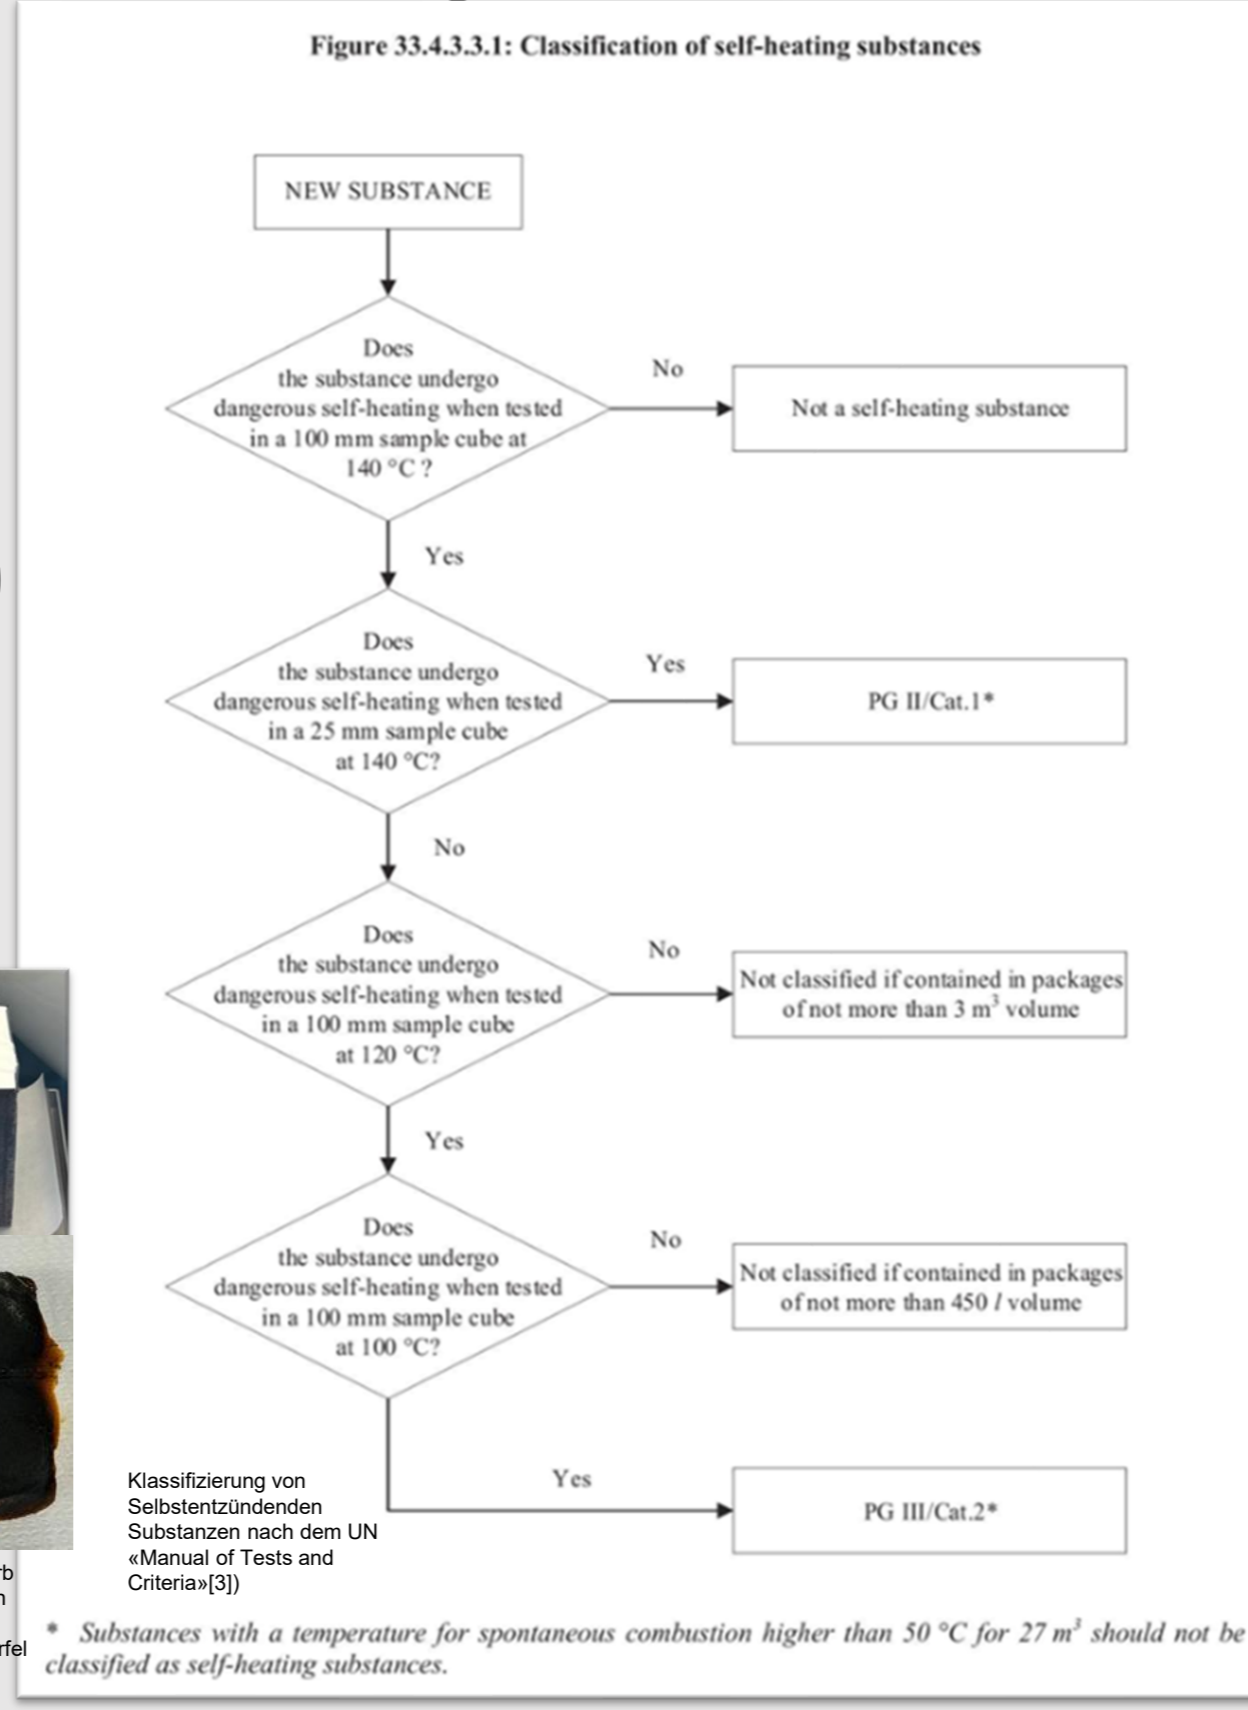 Figure 33.4.3.3.1: Classification of self-heating substances
NEW SUBSTANCE
Does
the substance undergo
dangerous self-heating when tested
in a 100 mm sample cube at
140 °C ?
No
Not a self-heating substance
Yes
Does
the substance undergo
dangerous self-heating when tested
in a 25 mm sample cube
at 140 °C?
Yes
PG II/Cat.1*
No
Does
the substance undergo
dangerous self-heating when tested
in a 100 mm sample cube
at 120 °C?
No
Not classified if contained in packages
of not more than 3 m³ volume
Yes
Does
the substance undergo
dangerous self-heating when tested
in a 100 mm sample cube
at 100 °C?
No
Not classified if contained in packages
of not more than 450 l volume
Yes
PG III/Cat.2*
Klassifizierung von
Selbstentzündenden
Substanzen nach dem UN
«Manual of Tests and
Criteria»[3])
rb
rfel
* Substances with a temperature for spontaneous combustion higher than 50 °C for 27 m³ should not be
classified as self-heating substances.